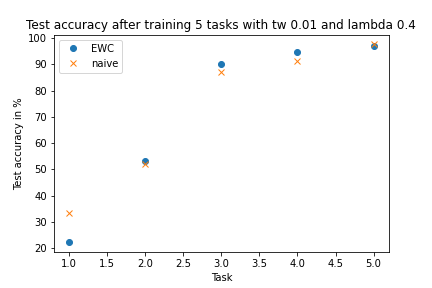 Test accuracy after training 5 tasks with tw 0.01 and lambda 0.4
EWC
naive
Test accuracy in %
100
90
80
70
60
50
40
30
20
1.0 1.5 2.0 2.5 3.0 3.5 4.0 4.5 5.0
Task